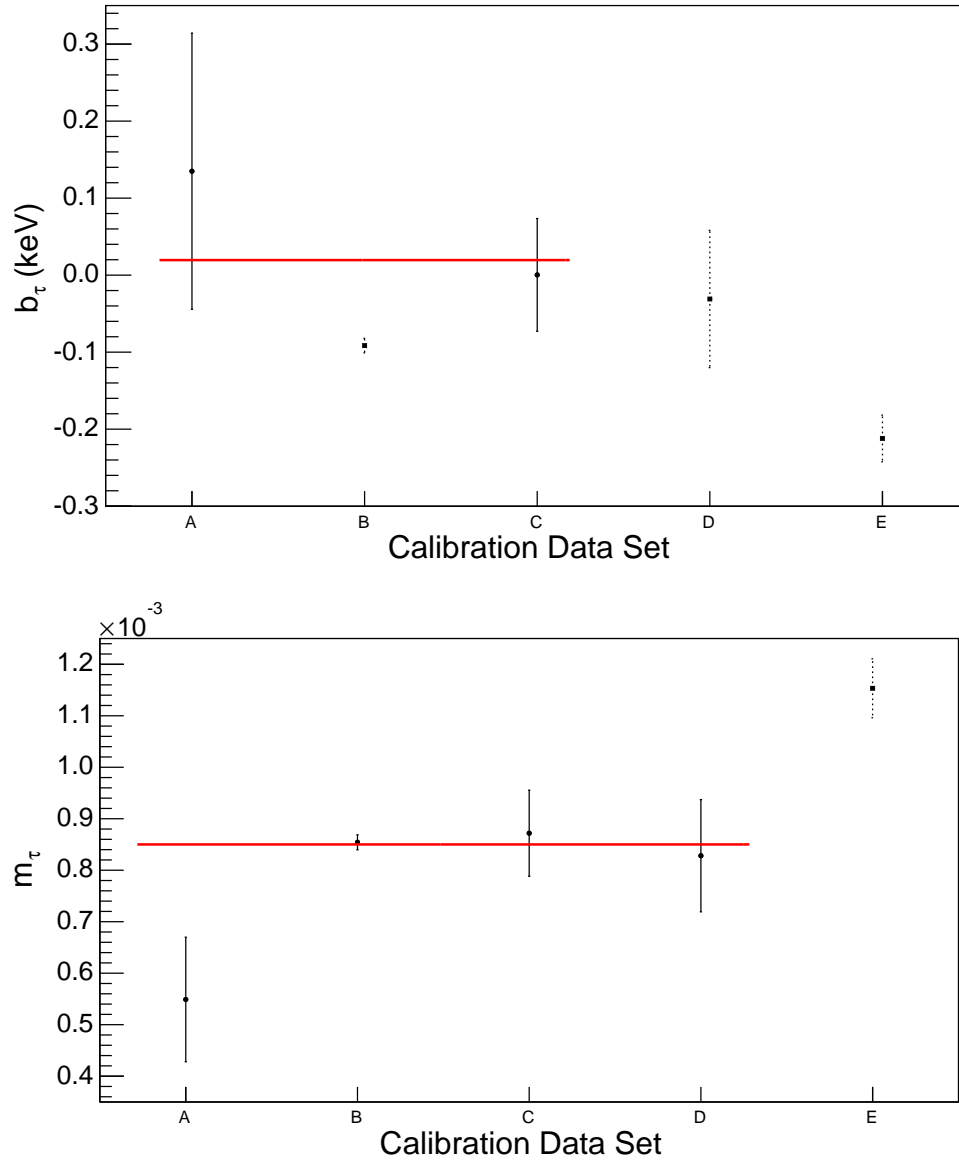 0.3
0.2
0.1
0.0
-0.1
-0.2
-0.3
b_τ (keV)
A B C D E
Calibration Data Set
×10^-3
1.2
1.1
1.0
0.9
0.8
0.7
0.6
0.5
0.4
m_τ
A B C D E
Calibration Data Set